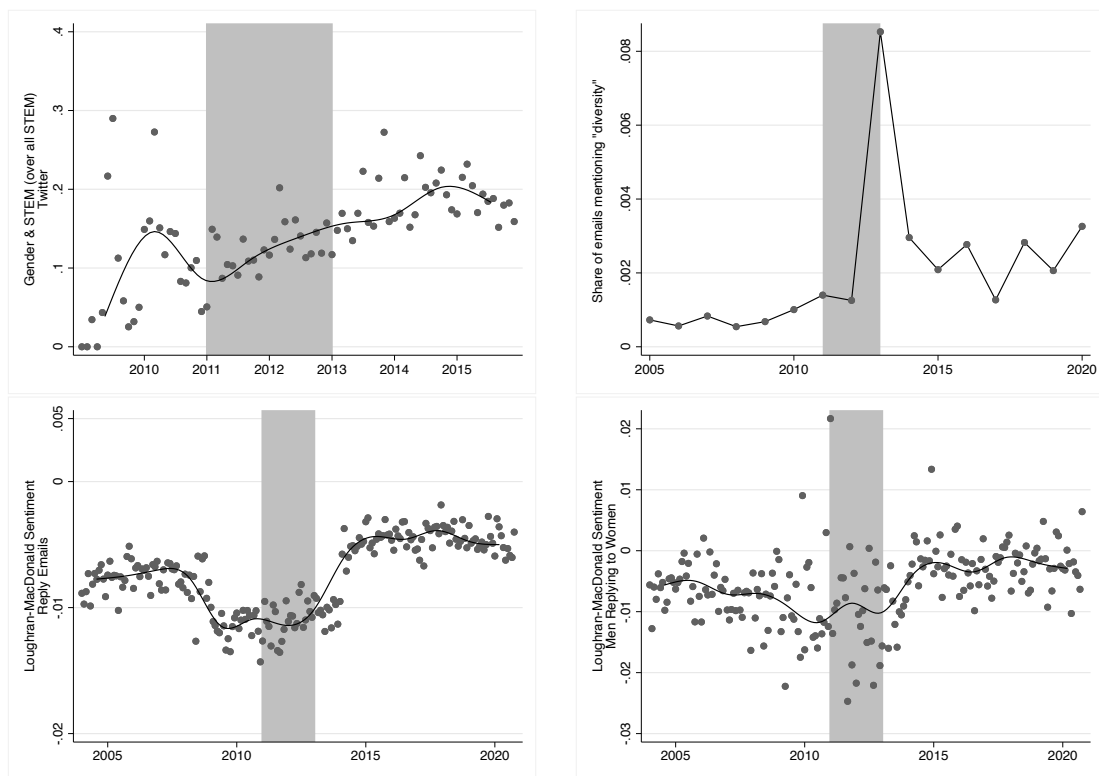 Gender & STEM (over all STEM)
Twitter
.4
.3
.2
.1
0
2010 2011 2012 2013 2014 2015
Share of emails mentioning "diversity"
.008
.006
.004
.002
0
2005 2010 2015 2020
Loughran-MacDonald Sentiment
Reply Emails
.005
0
-.01
-.02
2005 2010 2015 2020
Loughran-MacDonald Sentiment
Men Replying to Women
.02
.01
0
-.01
-.02
-.03
2005 2010 2015 2020